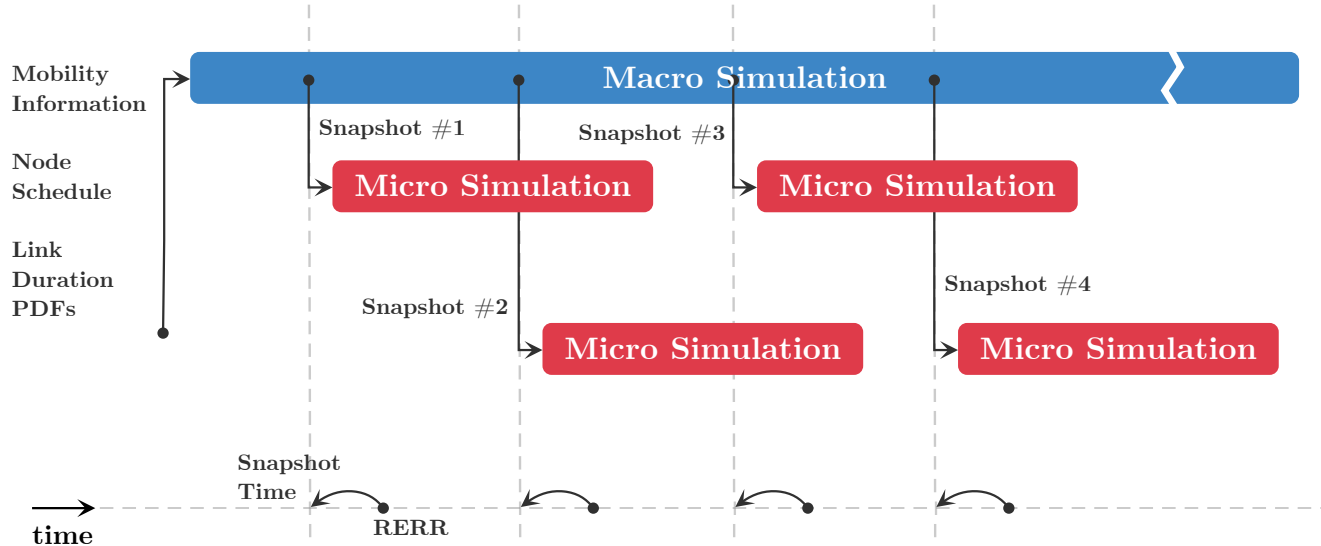 Mobility
Information
Node
Schedule
Link
Duration
PDFs
Macro Simulation
Snapshot #1
Snapshot #3
Micro Simulation
Micro Simulation
Snapshot #2
Snapshot #4
Micro Simulation
Micro Simulation
Snapshot
Time
RERR
time